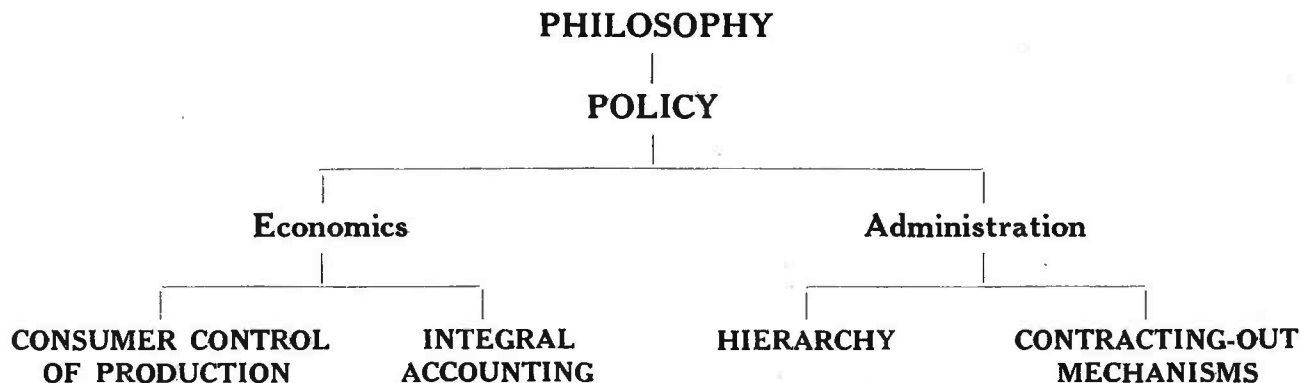 PHILOSOPHY
POLICY
Economics
Administration
CONSUMER CONTROL
OF PRODUCTION
INTEGRAL
ACCOUNTING
HIERARCHY
CONTRACTING-OUT
MECHANISMS